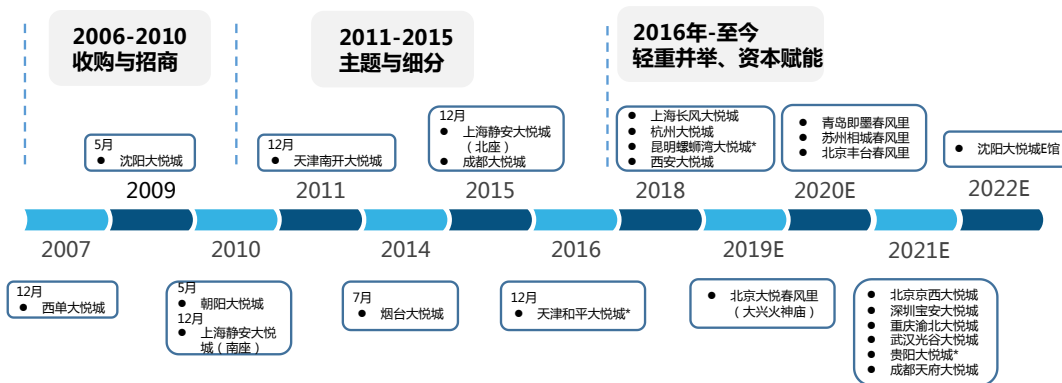 2006-2010
收购与招商
2011-2015
主题与细分
2016年-至今
轻重并举、资本赋能
5月
● 沈阳大悦城
12月
● 天津南开大悦城
12月
● 上海静安大悦城
（北座）
● 成都大悦城
● 上海长风大悦城
● 杭州大悦城
● 昆明螺蛳湾大悦城*
● 西安大悦城
● 青岛即墨春风里
● 苏州相城春风里
● 北京丰台春风里
● 沈阳大悦城E馆
2009
2011
2015
2018
2020E
2022E
2007
2010
2014
2016
2019E
2021E
12月
● 西单大悦城
5月
● 朝阳大悦城
12月
● 上海静安大悦
城（南座）
7月
● 烟台大悦城
12月
● 天津和平大悦城*
● 北京大悦春风里
（大兴火神庙）
● 北京京西大悦城
● 深圳宝安大悦城
● 重庆渝北大悦城
● 武汉光谷大悦城
● 贵阳大悦城*
● 成都天府大悦城